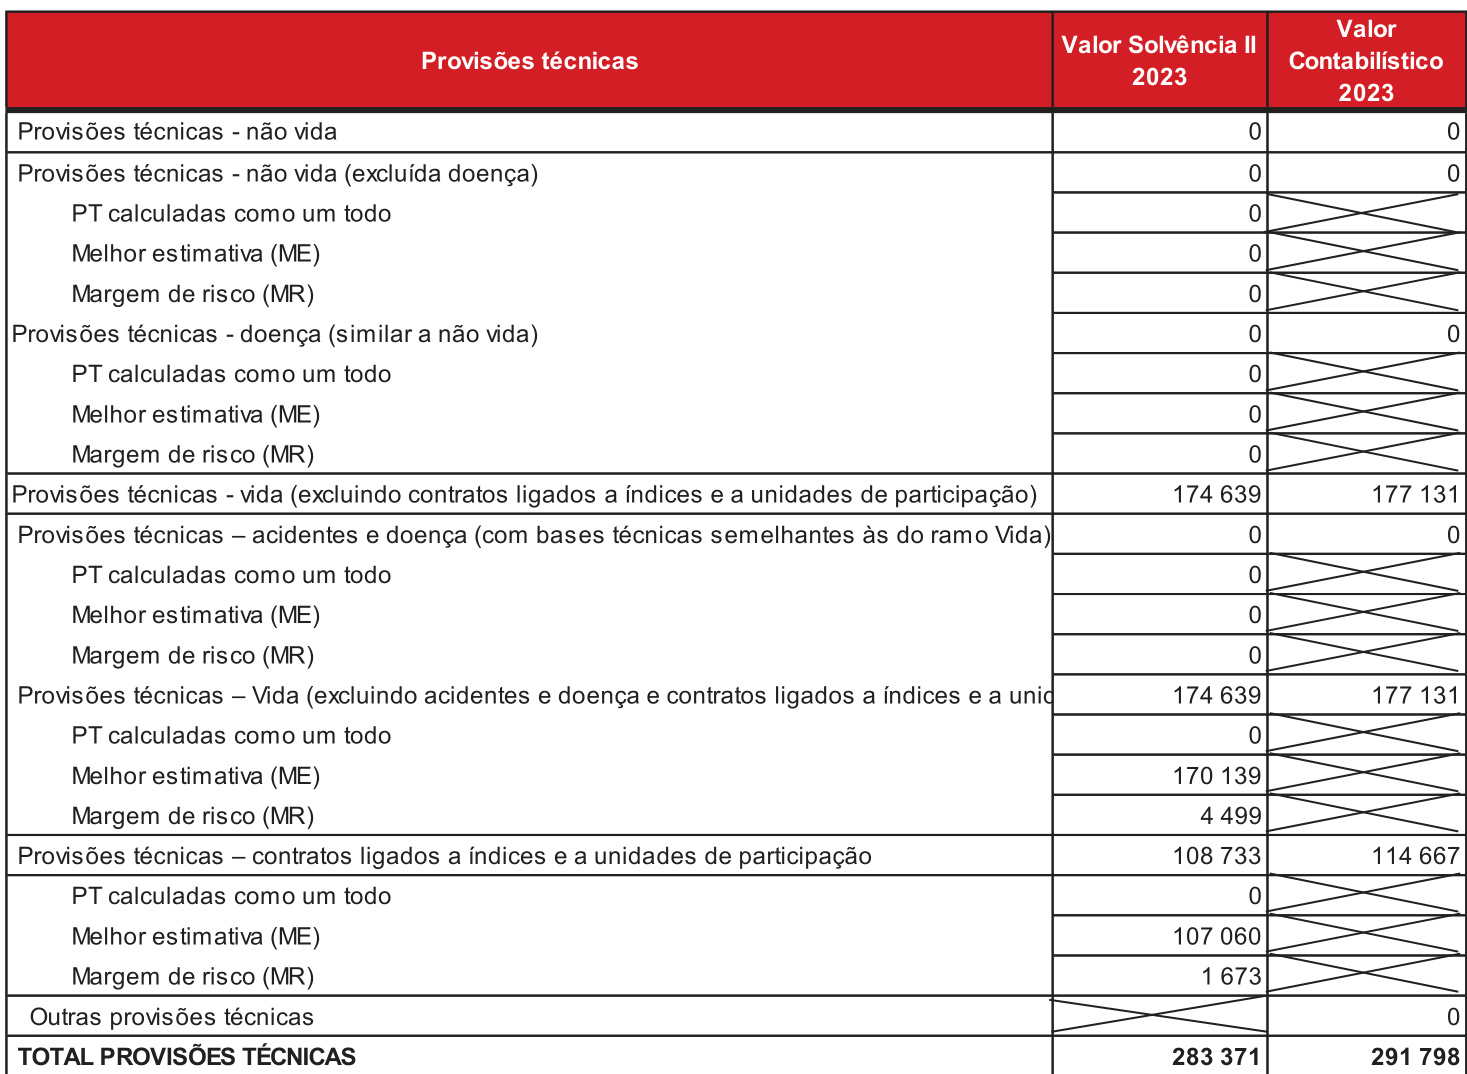 Provisões técnicas Valor Solvência II 2023 Valor Contabilístico 2023
Provisões técnicas - não vida 0 0
Provisões técnicas - não vida (excluída doença) 0 0
PT calculadas como um todo 0
Melhor estimativa (ME) 0
Margem de risco (MR) 0
Provisões técnicas - doença (similar a não vida) 0 0
PT calculadas como um todo 0
Melhor estimativa (ME) 0
Margem de risco (MR) 0
Provisões técnicas - vida (excluindo contratos ligados a índices e a unidades de participação) 174 639 177 131
Provisões técnicas – acidentes e doença (com bases técnicas semelhantes às do ramo Vida) 0 0
PT calculadas como um todo 0
Melhor estimativa (ME) 0
Margem de risco (MR) 0
Provisões técnicas – Vida (excluindo acidentes e doença e contratos ligados a índices e a unid 174 639 177 131
PT calculadas como um todo 0
Melhor estimativa (ME) 170 139
Margem de risco (MR) 4 499
Provisões técnicas – contratos ligados a índices e a unidades de participação 108 733 114 667
PT calculadas como um todo 0
Melhor estimativa (ME) 107 060
Margem de risco (MR) 1 673
Outras provisões técnicas 0
TOTAL PROVISÕES TÉCNICAS 283 371 291 798